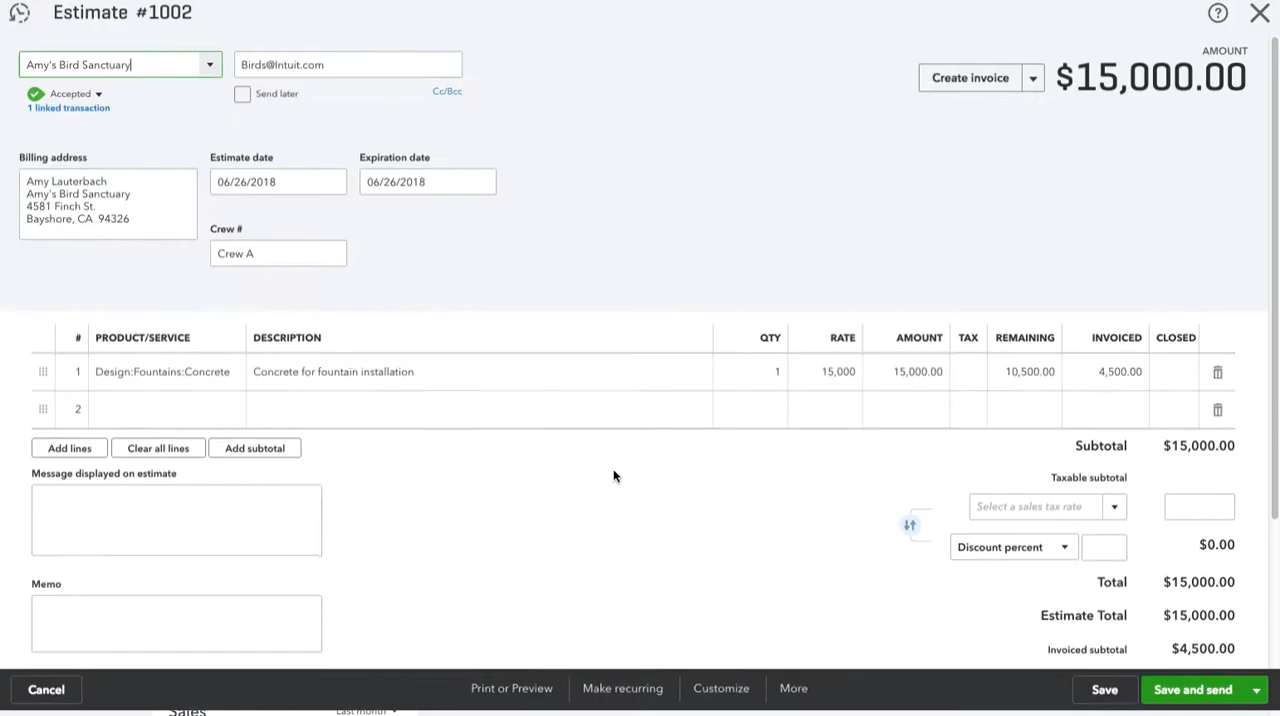 Estimate #1002
AMOUNT
Amy's Bird Sanctuary
Birds@Intuit.com
Create invoice
$15,000.00
Accepted
Send later
Cc/Bcc
1 linked transaction
Billing address
Estimate date
Expiration date
Amy Lauterbach
Amy's Bird Sanctuary
4581 Finch St.
Bayshore, CA 94326
06/26/2018
06/26/2018
Crew #
Crew A
# PRODUCT/SERVICE DESCRIPTION QTY RATE AMOUNT TAX REMAINING INVOICED CLOSED
1 Design:Fountains:Concrete Concrete for fountain installation 1 15,000 15,000.00 10,500.00 4,500.00
2
Add lines Clear all lines Add subtotal
Subtotal $15,000.00
Message displayed on estimate
Taxable subtotal
Select a sales tax rate
Discount percent
$0.00
Memo
Total $15,000.00
Estimate Total $15,000.00
Invoiced subtotal $4,500.00
Cancel Print or Preview Make recurring Customize More Save Save and send
Sales Last month